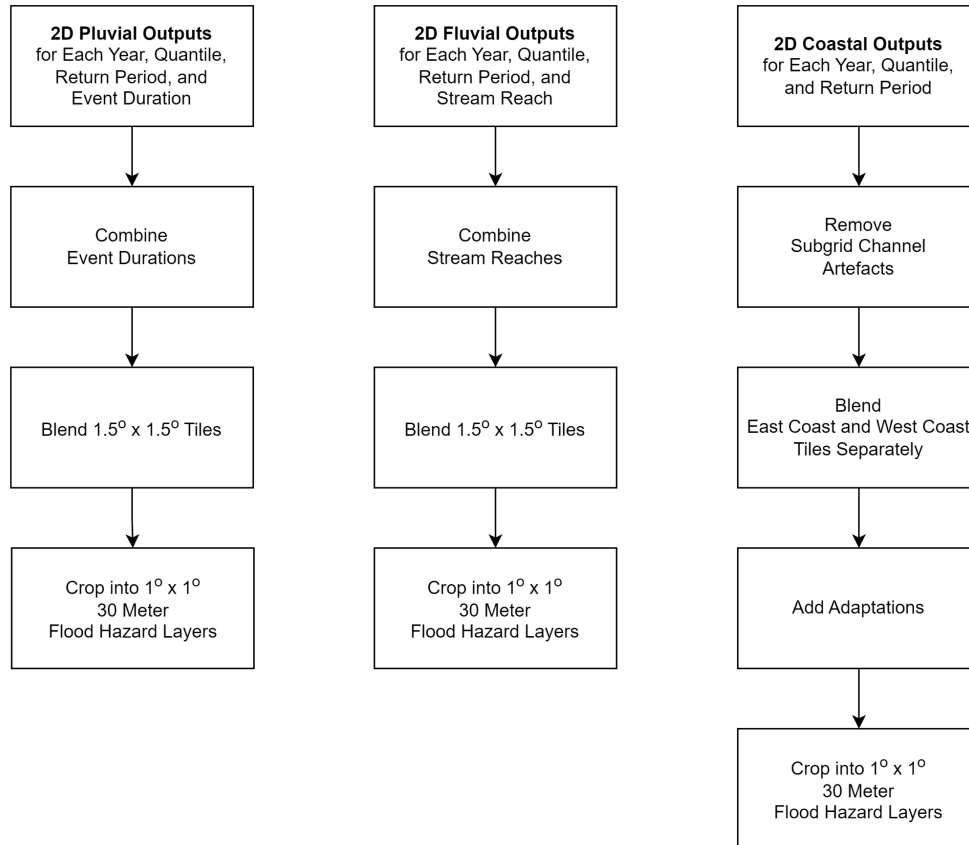 2D Pluvial Outputs
for Each Year, Quantile,
Return Period, and
Event Duration
Combine
Event Durations
Blend 1.5° x 1.5° Tiles
Crop into 1° x 1°
30 Meter
Flood Hazard Layers
2D Fluvial Outputs
for Each Year, Quantile,
Return Period, and
Stream Reach
Combine
Stream Reaches
Blend 1.5° x 1.5° Tiles
Crop into 1° x 1°
30 Meter
Flood Hazard Layers
2D Coastal Outputs
for Each Year, Quantile,
and Return Period
Remove
Subgrid Channel
Artefacts
Blend
East Coast and West Coast
Tiles Separately
Add Adaptations
Crop into 1° x 1°
30 Meter
Flood Hazard Layers